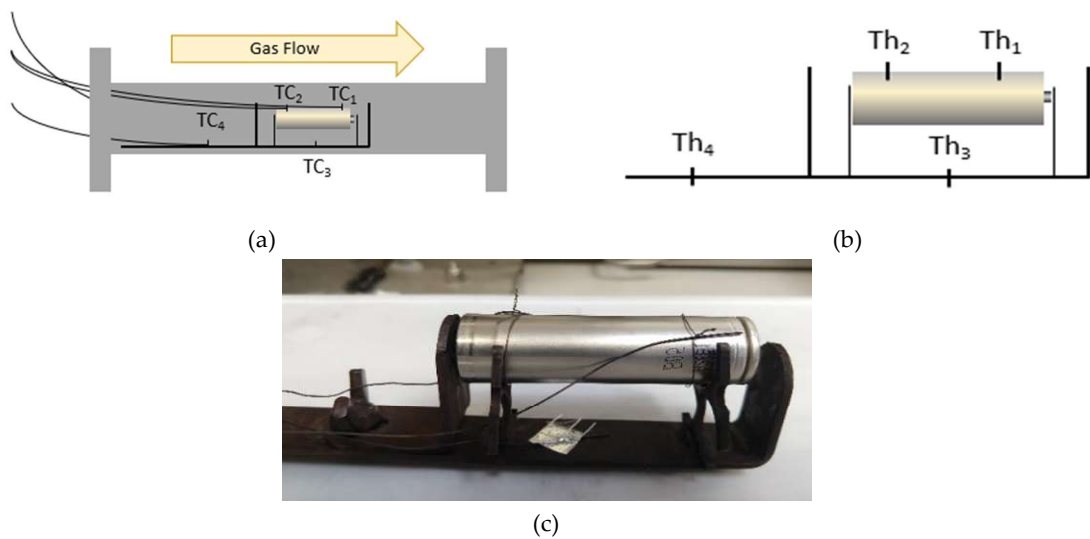 Gas Flow
TC₂
TC₁
TC₄
TC₃
(a)
Th₂
Th₁
Th₄
Th₃
(b)
(c)